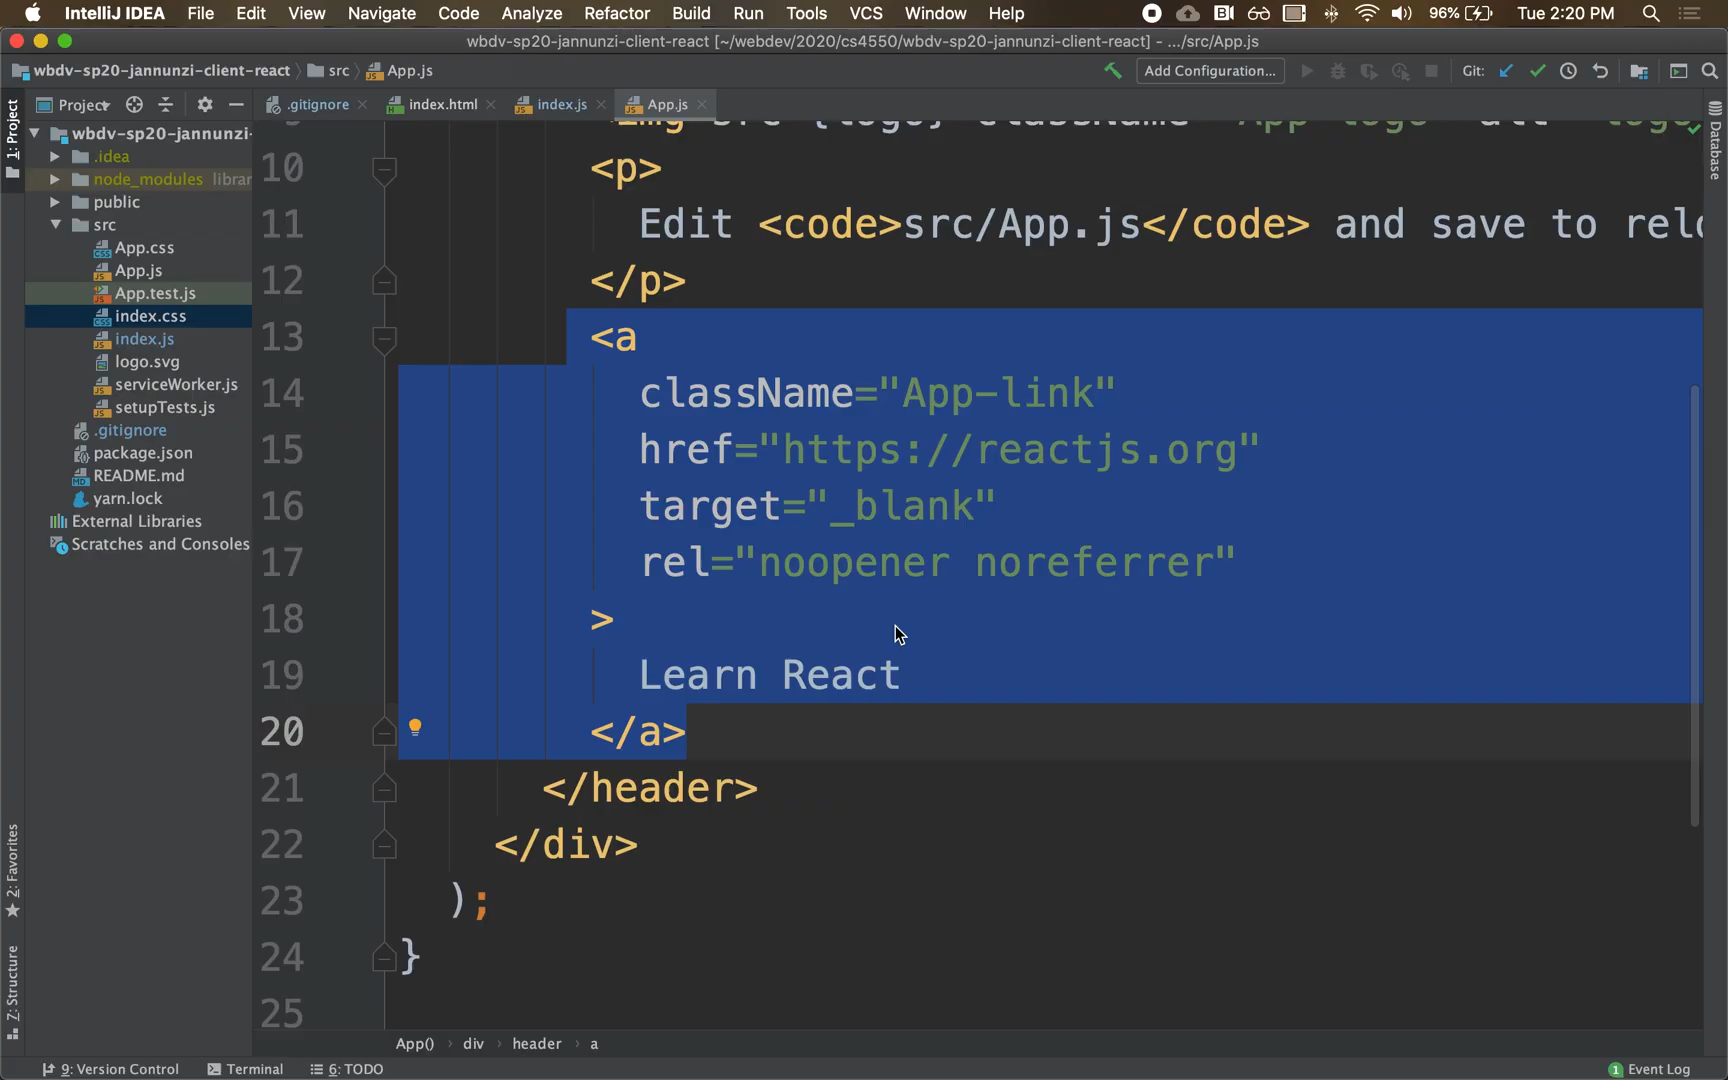 IntelliJ IDEA File Edit View Navigate Code Analyze Refactor Build Run Tools VCS Window Help 96% Tue 2:20 PM
wbdv-sp20-jannunzi-client-react [~/webdev/2020/cs4550/wbdv-sp20-jannunzi-client-react] - .../src/App.js
wbdv-sp20-jannunzi-client-react src App.js Add Configuration... Git:
Project .gitignore index.html index.js App.js
1: Project
Database
wbdv-sp20-jannunzi-
.idea
node_modules librar
public
src
App.css
App.js
App.test.js
index.css
index.js
logo.svg
serviceWorker.js
setupTests.js
.gitignore
package.json
README.md
yarn.lock
External Libraries
Scratches and Consoles
2: Favorites
Z: Structure
10 <p>
11 Edit <code>src/App.js</code> and save to relo
12 </p>
13 <a
14 className="App-link"
15 href="https://reactjs.org"
16 target="_blank"
17 rel="noopener noreferrer"
18 >
19 Learn React
20 </a>
21 </header>
22 </div>
23 );
24 }
25
App() › div › header › a
9: Version Control Terminal 6: TODO 1 Event Log